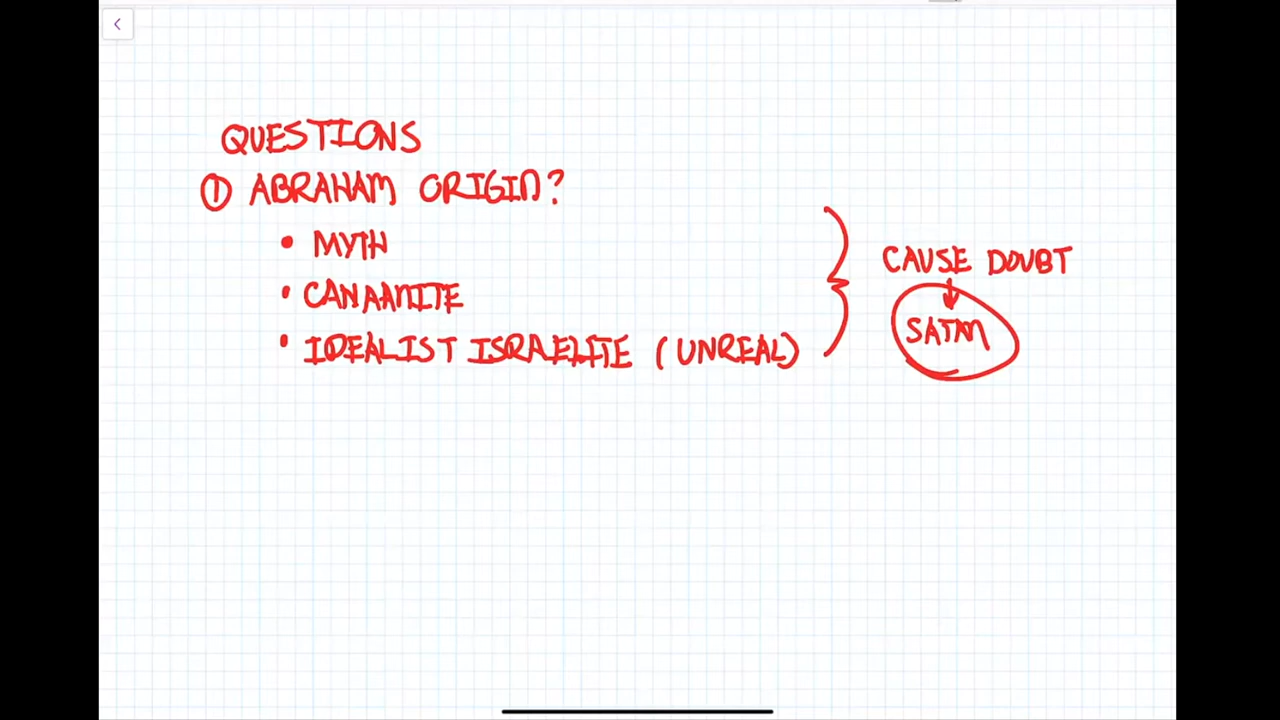 QUESTIONS
① ABRAHAM ORIGIN?
• MYTH
• CANAANITE
• IDEALIST ISRAELITE (UNREAL)
CAUSE DOUBT
SATAN